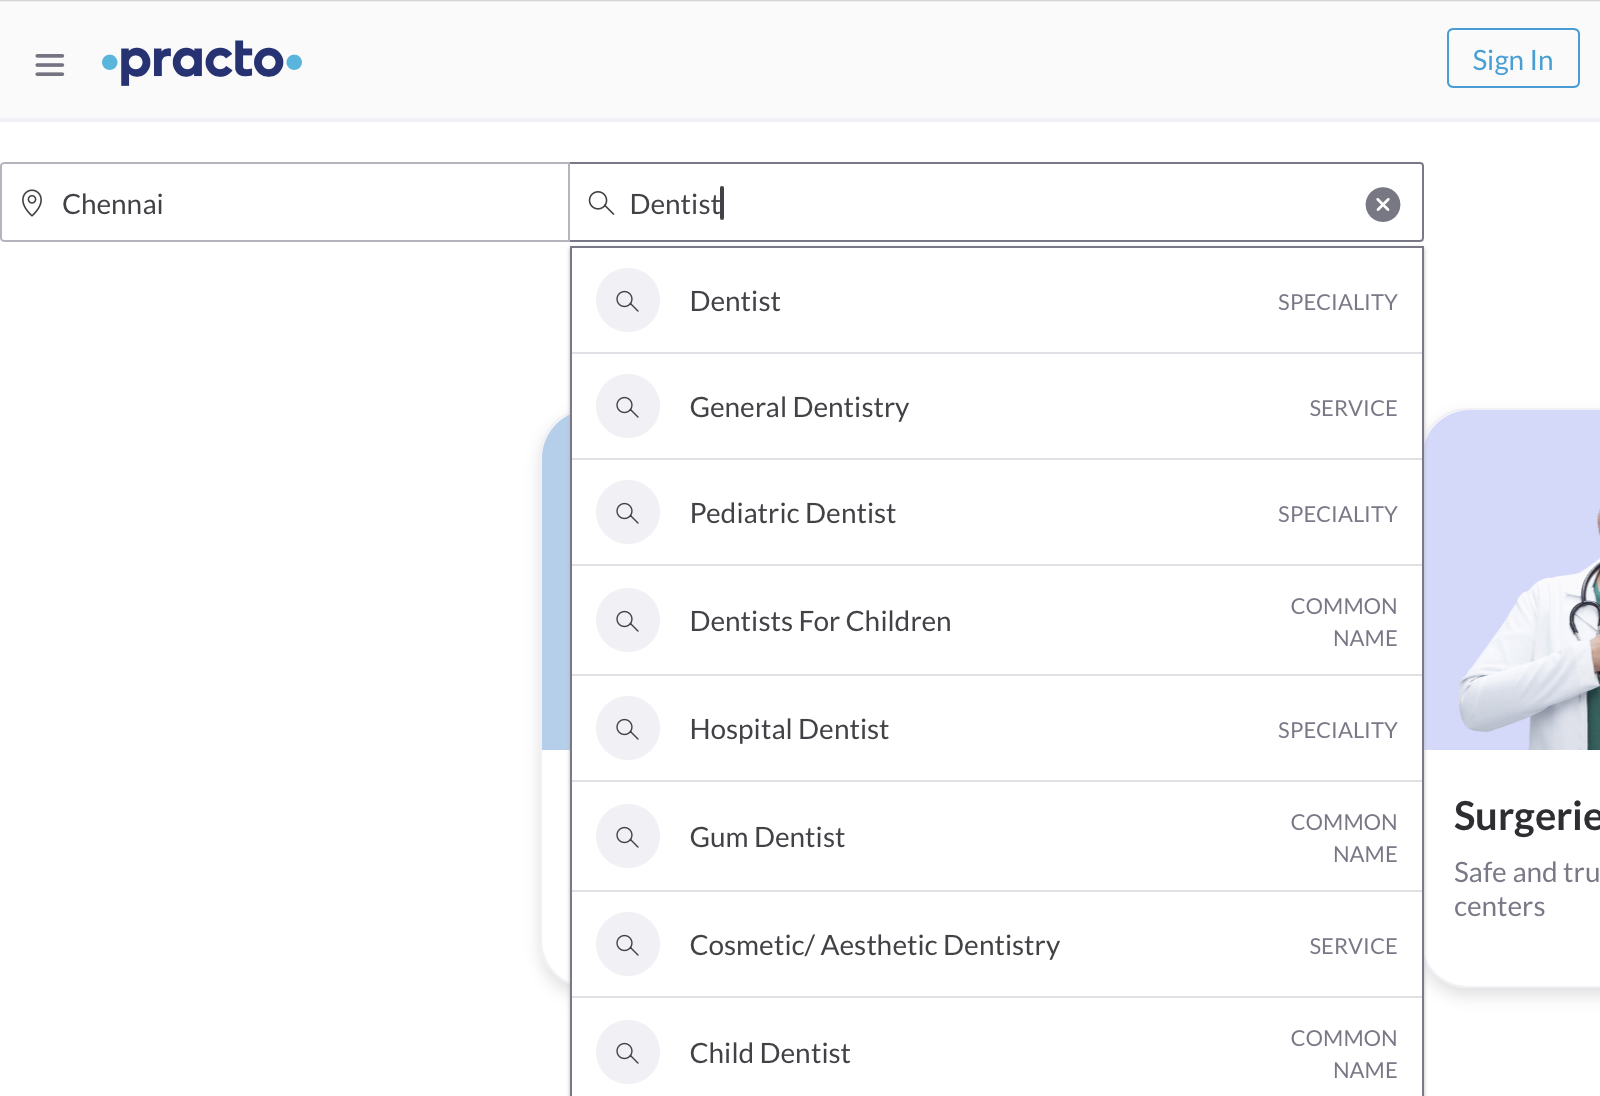 practo
Sign In
Chennai
Dentist
Dentist SPECIALITY
General Dentistry SERVICE
Pediatric Dentist SPECIALITY
Dentists For Children COMMON NAME
Hospital Dentist SPECIALITY
Gum Dentist COMMON NAME
Cosmetic/ Aesthetic Dentistry SERVICE
Child Dentist COMMON NAME
Surgerie
Safe and tru
centers